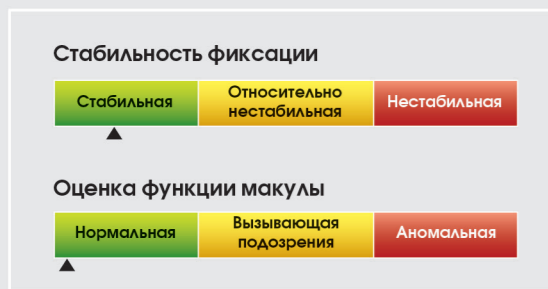 Стабильность фиксации
Стабильная
Относительно
нестабильная
Нестабильная
Оценка функции макулы
Нормальная
Вызывающая
подозрения
Аномальная